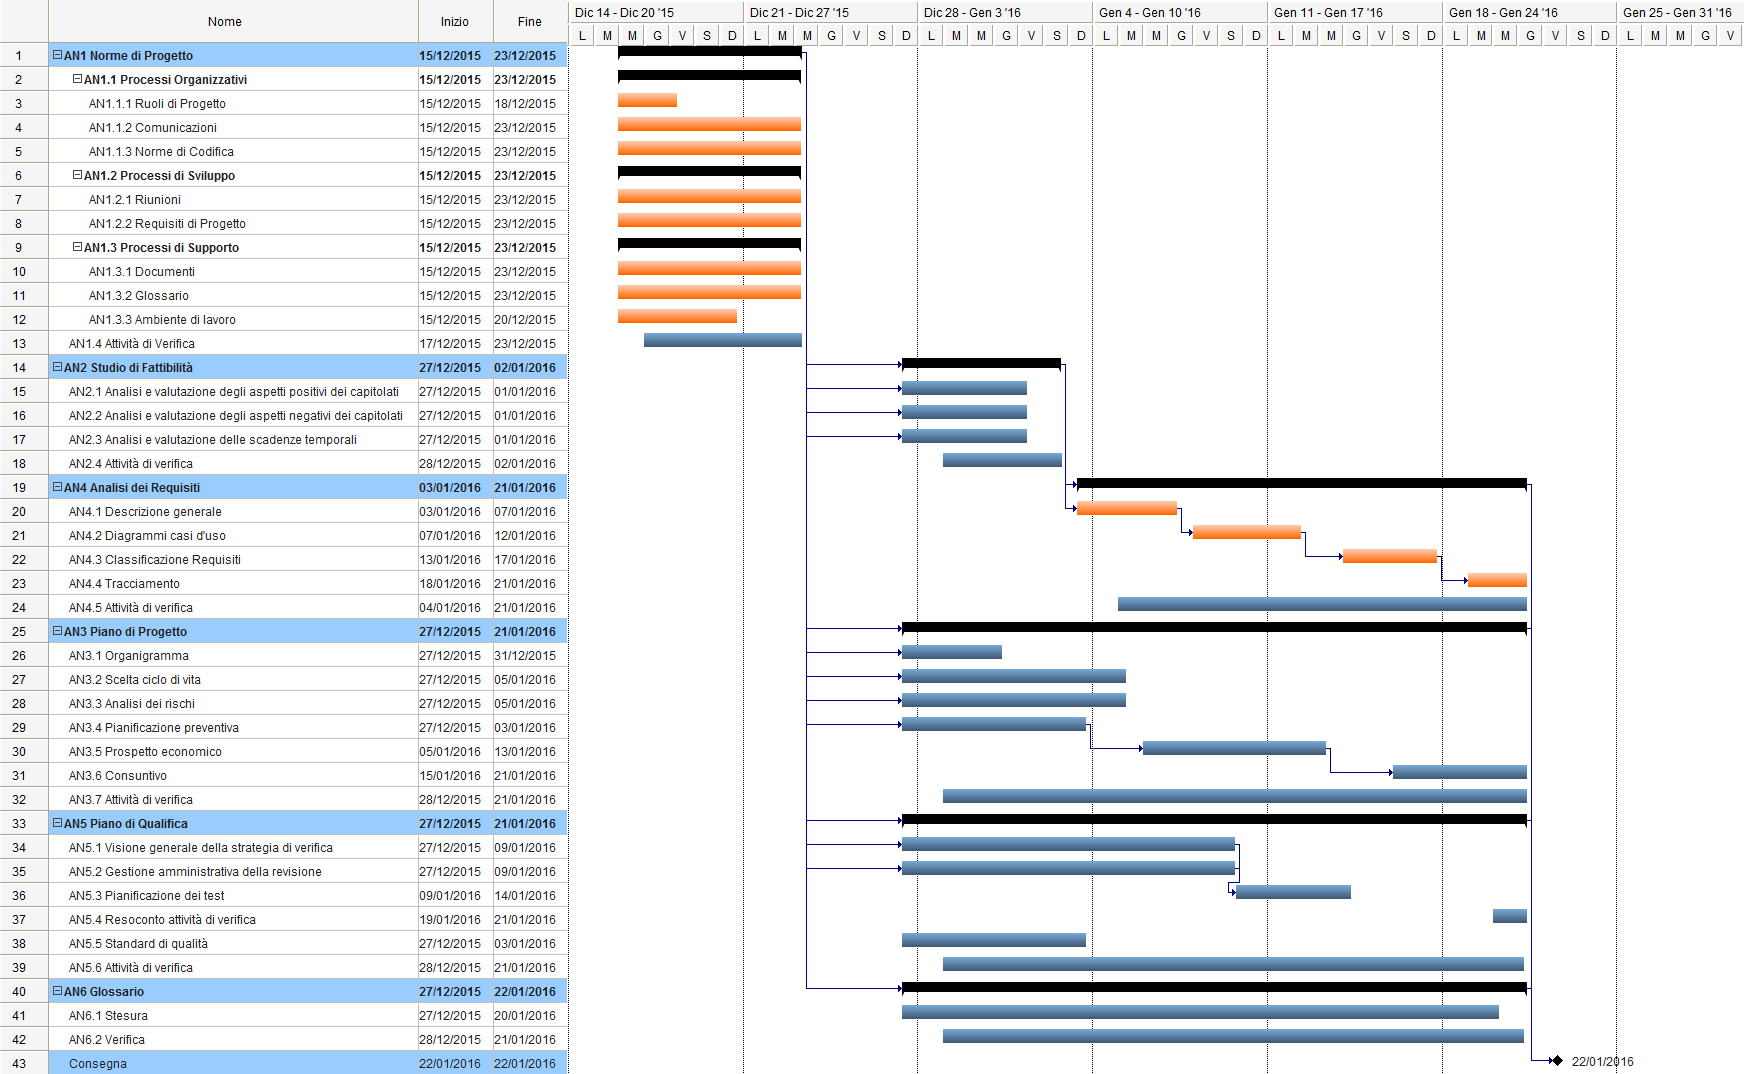 Nome Inizio Fine Dic 14 - Dic 20 '15 Dic 21 - Dic 27 '15 Dic 28 - Gen 3 '16 Gen 4 - Gen 10 '16 Gen 11 - Gen 17 '16 Gen 18 - Gen 24 '16 Gen 25 - Gen 31 '16
L M M G V S D L M M G V S D L M M G V S D L M M G V S D L M M G V S D L M M G V S D L M M G V
1 AN1 Norme di Progetto 15/12/2015 23/12/2015
2 AN1.1 Processi Organizzativi 15/12/2015 23/12/2015
3 AN1.1.1 Ruoli di Progetto 15/12/2015 18/12/2015
4 AN1.1.2 Comunicazioni 15/12/2015 23/12/2015
5 AN1.1.3 Norme di Codifica 15/12/2015 23/12/2015
6 AN1.2 Processi di Sviluppo 15/12/2015 23/12/2015
7 AN1.2.1 Riunioni 15/12/2015 23/12/2015
8 AN1.2.2 Requisiti di Progetto 15/12/2015 23/12/2015
9 AN1.3 Processi di Supporto 15/12/2015 23/12/2015
10 AN1.3.1 Documenti 15/12/2015 23/12/2015
11 AN1.3.2 Glossario 15/12/2015 23/12/2015
12 AN1.3.3 Ambiente di lavoro 15/12/2015 20/12/2015
13 AN1.4 Attività di Verifica 17/12/2015 23/12/2015
14 AN2 Studio di Fattibilità 27/12/2015 02/01/2016
15 AN2.1 Analisi e valutazione degli aspetti positivi dei capitolati 27/12/2015 01/01/2016
16 AN2.2 Analisi e valutazione degli aspetti negativi dei capitolati 27/12/2015 01/01/2016
17 AN2.3 Analisi e valutazione delle scadenze temporali 27/12/2015 01/01/2016
18 AN2.4 Attività di verifica 28/12/2015 02/01/2016
19 AN4 Analisi dei Requisiti 03/01/2016 21/01/2016
20 AN4.1 Descrizione generale 03/01/2016 07/01/2016
21 AN4.2 Diagrammi casi d'uso 07/01/2016 12/01/2016
22 AN4.3 Classificazione Requisiti 13/01/2016 17/01/2016
23 AN4.4 Tracciamento 18/01/2016 21/01/2016
24 AN4.5 Attività di verifica 04/01/2016 21/01/2016
25 AN3 Piano di Progetto 27/12/2015 21/01/2016
26 AN3.1 Organigramma 27/12/2015 31/12/2015
27 AN3.2 Scelta ciclo di vita 27/12/2015 05/01/2016
28 AN3.3 Analisi dei rischi 27/12/2015 05/01/2016
29 AN3.4 Pianificazione preventiva 27/12/2015 03/01/2016
30 AN3.5 Prospetto economico 05/01/2016 13/01/2016
31 AN3.6 Consuntivo 15/01/2016 21/01/2016
32 AN3.7 Attività di verifica 28/12/2015 21/01/2016
33 AN5 Piano di Qualifica 27/12/2015 21/01/2016
34 AN5.1 Visione generale della strategia di verifica 27/12/2015 09/01/2016
35 AN5.2 Gestione amministrativa della revisione 27/12/2015 09/01/2016
36 AN5.3 Pianificazione dei test 09/01/2016 14/01/2016
37 AN5.4 Resoconto attività di verifica 19/01/2016 21/01/2016
38 AN5.5 Standard di qualità 27/12/2015 03/01/2016
39 AN5.6 Attività di verifica 28/12/2015 21/01/2016
40 AN6 Glossario 27/12/2015 22/01/2016
41 AN6.1 Stesura 27/12/2015 20/01/2016
42 AN6.2 Verifica 28/12/2015 21/01/2016
43 Consegna 22/01/2016 22/01/2016 22/01/2016